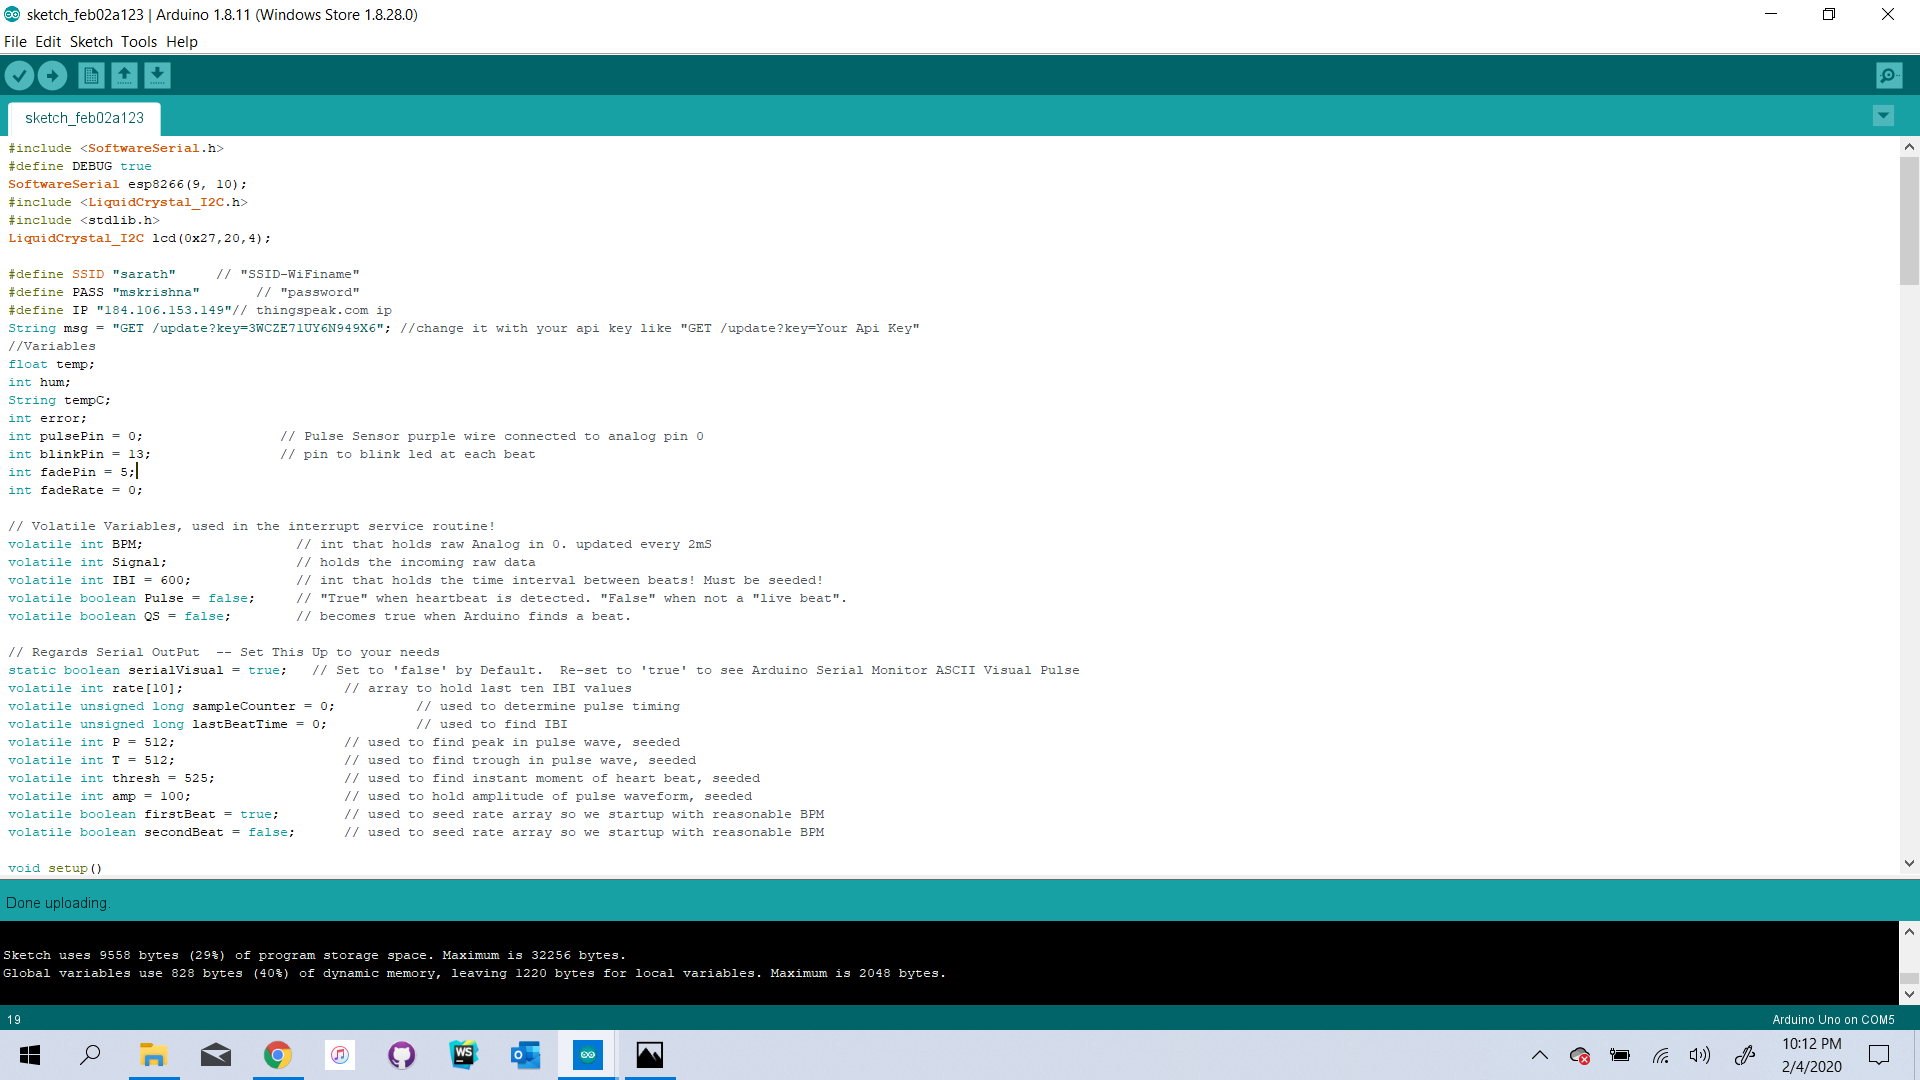 sketch_feb02a123 | Arduino 1.8.11 (Windows Store 1.8.28.0)
File Edit Sketch Tools Help
sketch_feb02a123
#include <SoftwareSerial.h>
#define DEBUG true
SoftwareSerial esp8266(9, 10);
#include <LiquidCrystal_I2C.h>
#include <stdlib.h>
LiquidCrystal_I2C lcd(0x27,20,4);
#define SSID "sarath"     // "SSID-WiFiname"
#define PASS "mskrishna"       // "password"
#define IP "184.106.153.149"// thingspeak.com ip
String msg = "GET /update?key=3WCZE71UY6N949X6"; //change it with your api key like "GET /update?key=Your Api Key"
//Variables
float temp;
int hum;
String tempC;
int error;
int pulsePin = 0;                 // Pulse Sensor purple wire connected to analog pin 0
int blinkPin = 13;                // pin to blink led at each beat
int fadePin = 5;
int fadeRate = 0;
// Volatile Variables, used in the interrupt service routine!
volatile int BPM;                   // int that holds raw Analog in 0. updated every 2mS
volatile int Signal;                // holds the incoming raw data
volatile int IBI = 600;             // int that holds the time interval between beats! Must be seeded!
volatile boolean Pulse = false;     // "True" when heartbeat is detected. "False" when not a "live beat".
volatile boolean QS = false;        // becomes true when Arduino finds a beat.
// Regards Serial OutPut  -- Set This Up to your needs
static boolean serialVisual = true;   // Set to 'false' by Default.  Re-set to 'true' to see Arduino Serial Monitor ASCII Visual Pulse
volatile int rate[10];                    // array to hold last ten IBI values
volatile unsigned long sampleCounter = 0;          // used to determine pulse timing
volatile unsigned long lastBeatTime = 0;           // used to find IBI
volatile int P = 512;                     // used to find peak in pulse wave, seeded
volatile int T = 512;                     // used to find trough in pulse wave, seeded
volatile int thresh = 525;                // used to find instant moment of heart beat, seeded
volatile int amp = 100;                   // used to hold amplitude of pulse waveform, seeded
volatile boolean firstBeat = true;        // used to seed rate array so we startup with reasonable BPM
volatile boolean secondBeat = false;      // used to seed rate array so we startup with reasonable BPM
void setup()
Done uploading.
Sketch uses 9558 bytes (29%) of program storage space. Maximum is 32256 bytes.
Global variables use 828 bytes (40%) of dynamic memory, leaving 1220 bytes for local variables. Maximum is 2048 bytes.
19
Arduino Uno on COM5
WS
10:12 PM
2/4/2020